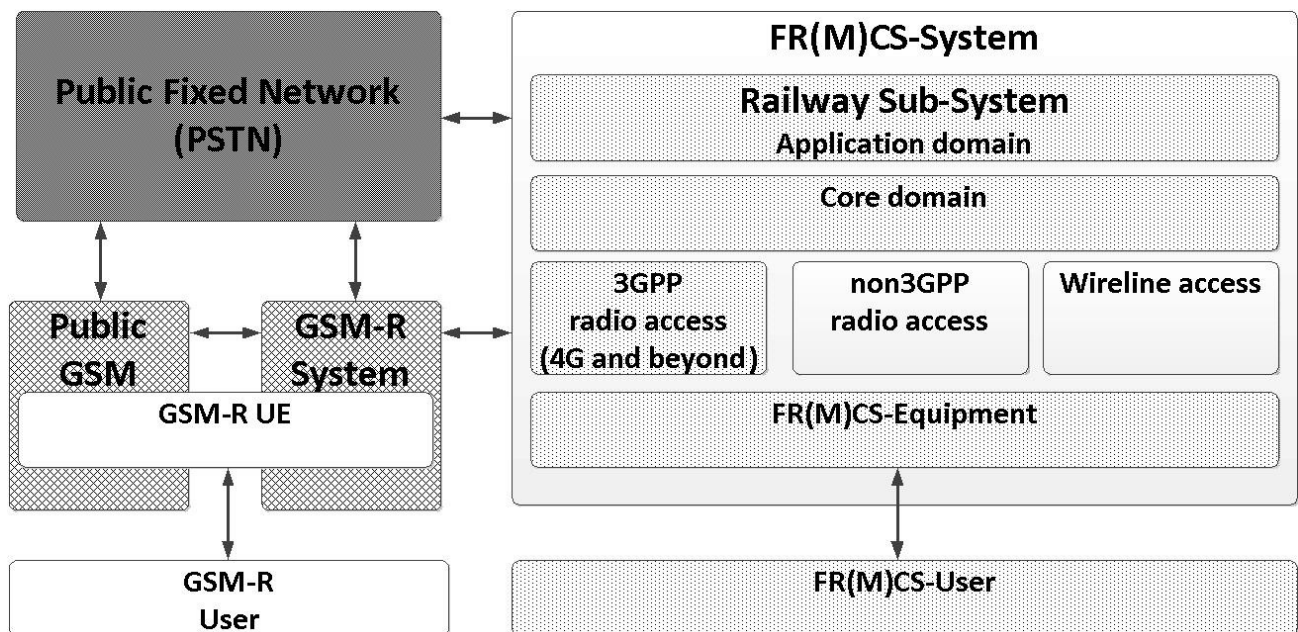 Public Fixed Network
(PSTN)
Public
GSM
GSM-R
System
GSM-R UE
GSM-R
User
FR(M)CS-System
Railway Sub-System
Application domain
Core domain
3GPP
radio access
(4G and beyond)
non3GPP
radio access
Wireline access
FR(M)CS-Equipment
FR(M)CS-User